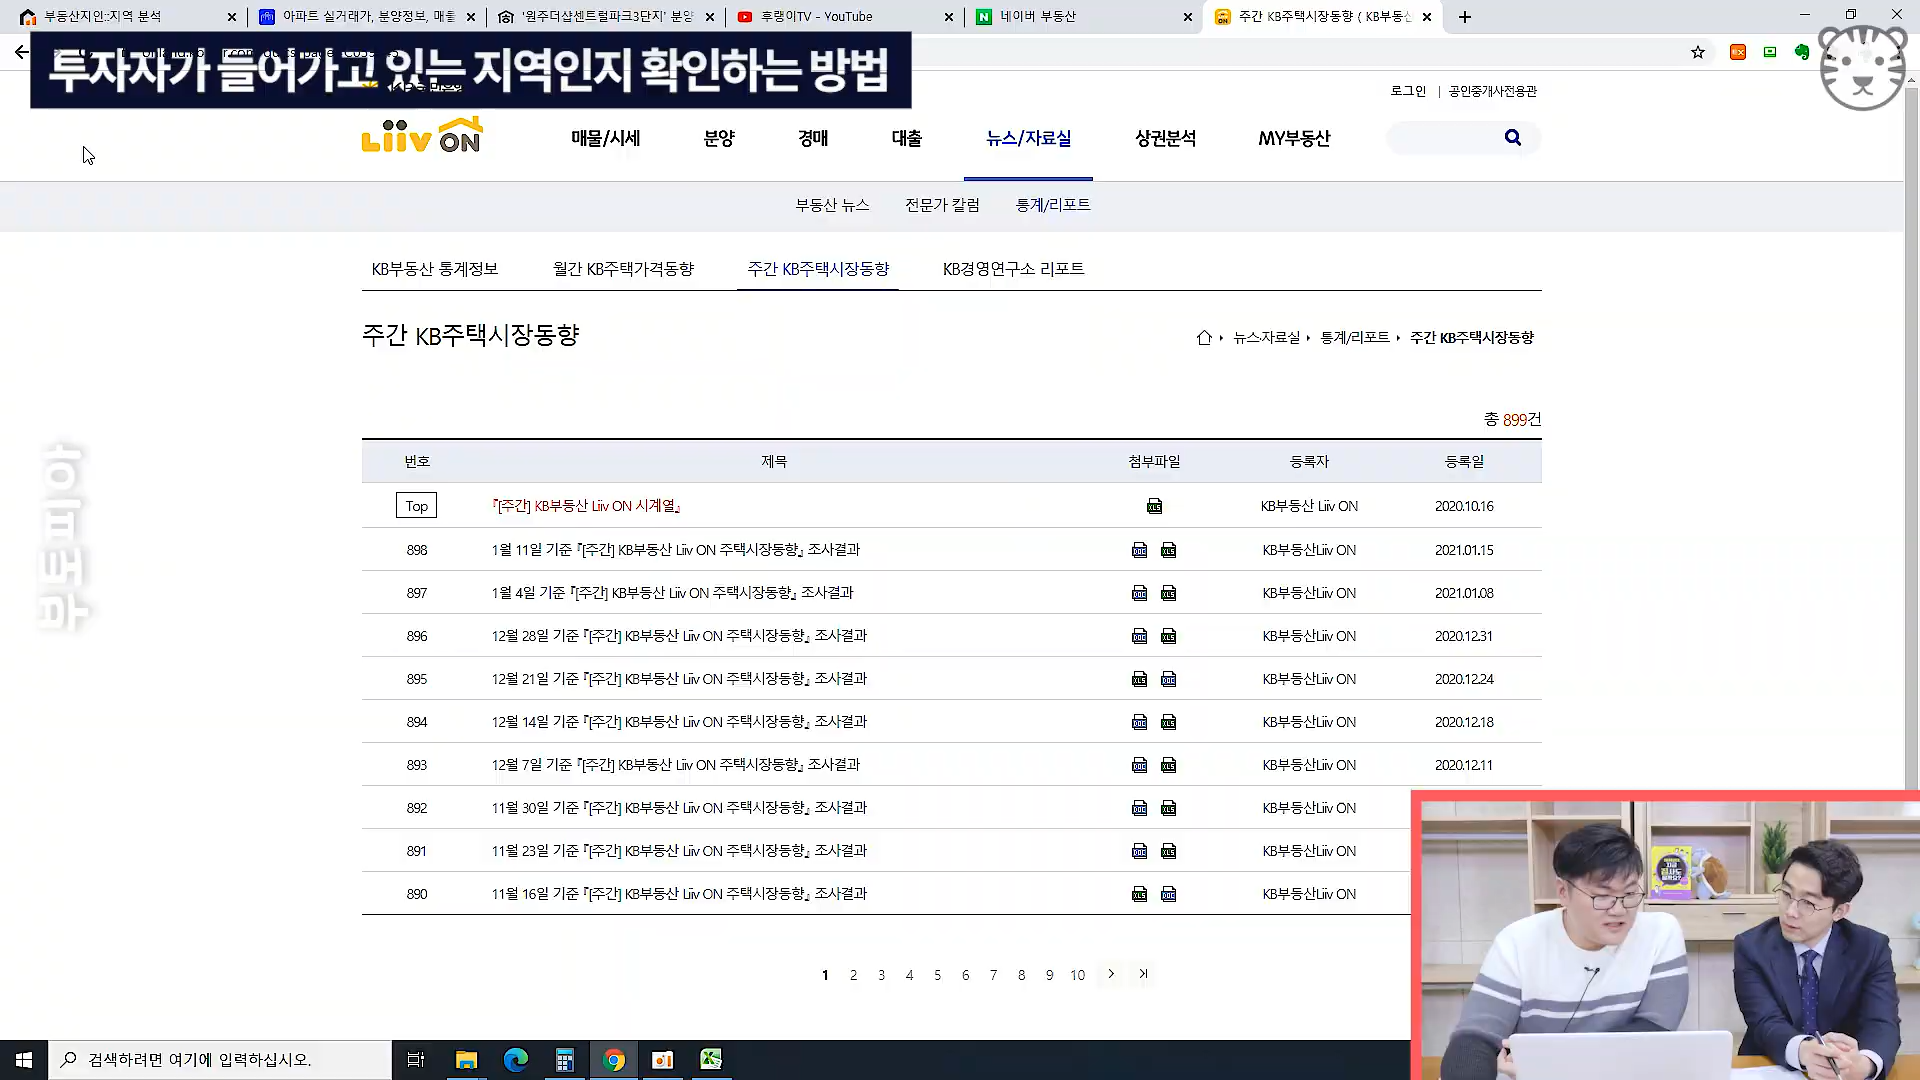 부동산지인::지역 분석
아파트 실거래가, 분양정보, 매물
'원주더샵센트럴파크3단지' 분양
후랭이TV - YouTube
네이버 부동산
주간 KB주택시장동향 ( KB부동산
투자자가 들어가고 있는 지역인지 확인하는 방법
로그인 | 공인중개사전용관
Liiv ON
매물/시세 분양 경매 대출 뉴스/자료실 상권분석 MY부동산
부동산 뉴스 전문가 칼럼 통계/리포트
KB부동산 통계정보 월간 KB주택가격동향 주간 KB주택시장동향 KB경영연구소 리포트
주간 KB주택시장동향
뉴스·자료실 통계/리포트 주간 KB주택시장동향
총 899건
번호 제목 첨부파일 등록자 등록일
Top 『[주간] KB부동산 Liiv ON 시계열』 XLS KB부동산 Liiv ON 2020.10.16
898 1월 11일 기준 『[주간] KB부동산 Liiv ON 주택시장동향』 조사결과 DOC XLS KB부동산Liiv ON 2021.01.15
897 1월 4일 기준 『[주간] KB부동산 Liiv ON 주택시장동향』 조사결과 DOC XLS KB부동산Liiv ON 2021.01.08
896 12월 28일 기준 『[주간] KB부동산 Liiv ON 주택시장동향』 조사결과 DOC XLS KB부동산Liiv ON 2020.12.31
895 12월 21일 기준 『[주간] KB부동산 Liiv ON 주택시장동향』 조사결과 XLS DOC KB부동산Liiv ON 2020.12.24
894 12월 14일 기준 『[주간] KB부동산 Liiv ON 주택시장동향』 조사결과 DOC XLS KB부동산Liiv ON 2020.12.18
893 12월 7일 기준 『[주간] KB부동산 Liiv ON 주택시장동향』 조사결과 DOC XLS KB부동산Liiv ON 2020.12.11
892 11월 30일 기준 『[주간] KB부동산 Liiv ON 주택시장동향』 조사결과 DOC XLS KB부동산Liiv ON
891 11월 23일 기준 『[주간] KB부동산 Liiv ON 주택시장동향』 조사결과 DOC XLS KB부동산Liiv ON
890 11월 16일 기준 『[주간] KB부동산 Liiv ON 주택시장동향』 조사결과 XLS DOC KB부동산Liiv ON
1 2 3 4 5 6 7 8 9 10
검색하려면 여기에 입력하십시오.